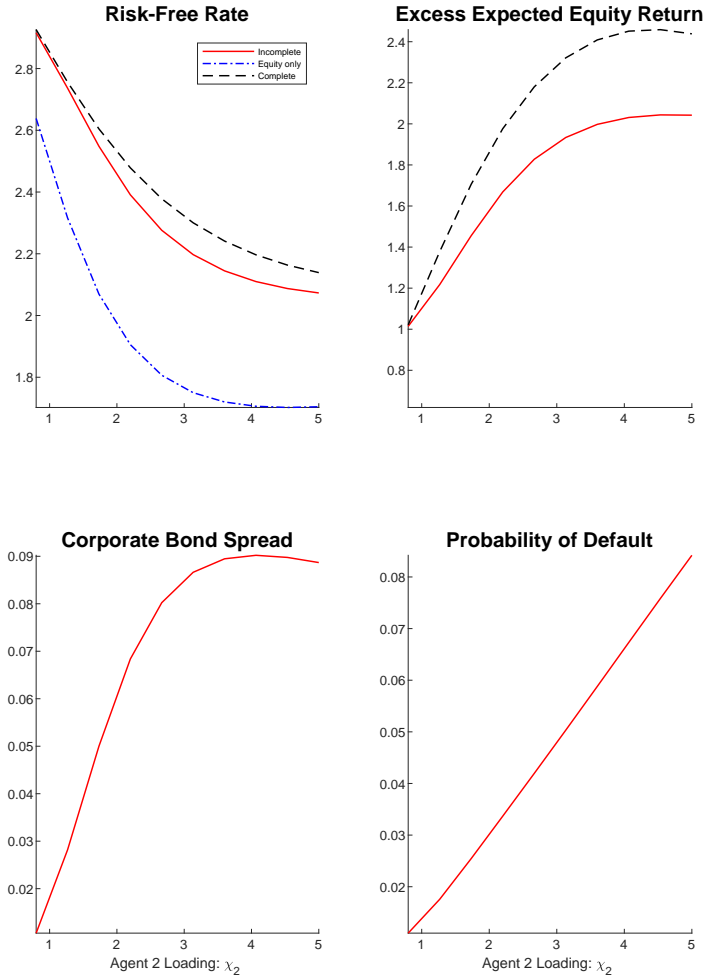 Risk-Free Rate
Incomplete
Equity only
Complete
2.8
2.6
2.4
2.2
2
1.8
1 2 3 4 5
Excess Expected Equity Return
2.4
2.2
2
1.8
1.6
1.4
1.2
1
0.8
1 2 3 4 5
Corporate Bond Spread
0.09
0.08
0.07
0.06
0.05
0.04
0.03
0.02
1 2 3 4 5
Agent 2 Loading: χ₂
Probability of Default
0.08
0.07
0.06
0.05
0.04
0.03
0.02
1 2 3 4 5
Agent 2 Loading: χ₂